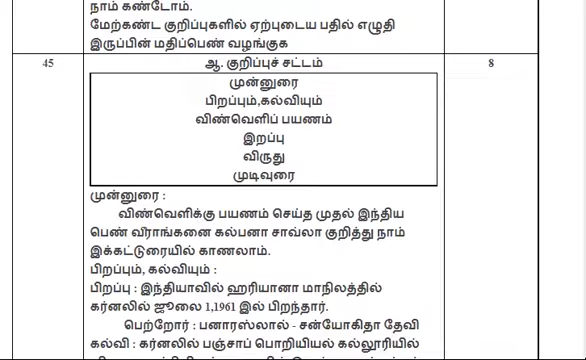 நாம் கண்டோம்.
மேற்கண்ட குறிப்புகளில் ஏற்புடைய பதில் எழுதி
இருப்பின் மதிப்பெண் வழங்குக
45 ஆ. குறிப்புச் சட்டம் 8
முன்னுரை
பிறப்பும்,கல்வியும்
விண்வெளிப் பயணம்
இறப்பு
விருது
முடிவுரை
முன்னுரை :
விண்வெளிக்கு பயணம் செய்த முதல் இந்திய
பெண் வீராங்கனை கல்பனா சாவ்லா குறித்து நாம்
இக்கட்டுரையில் காணலாம்.
பிறப்பும், கல்வியும் :
பிறப்பு : இந்தியாவில் ஹரியானா மாநிலத்தில்
கர்னலில் ஜூலை 1,1961 இல் பிறந்தார்.
பெற்றோர் : பனாரஸ்லால் - சன்யோகிதா தேவி
கல்வி : கர்னலில் பஞ்சாப் பொறியியல் கல்லூரியில்